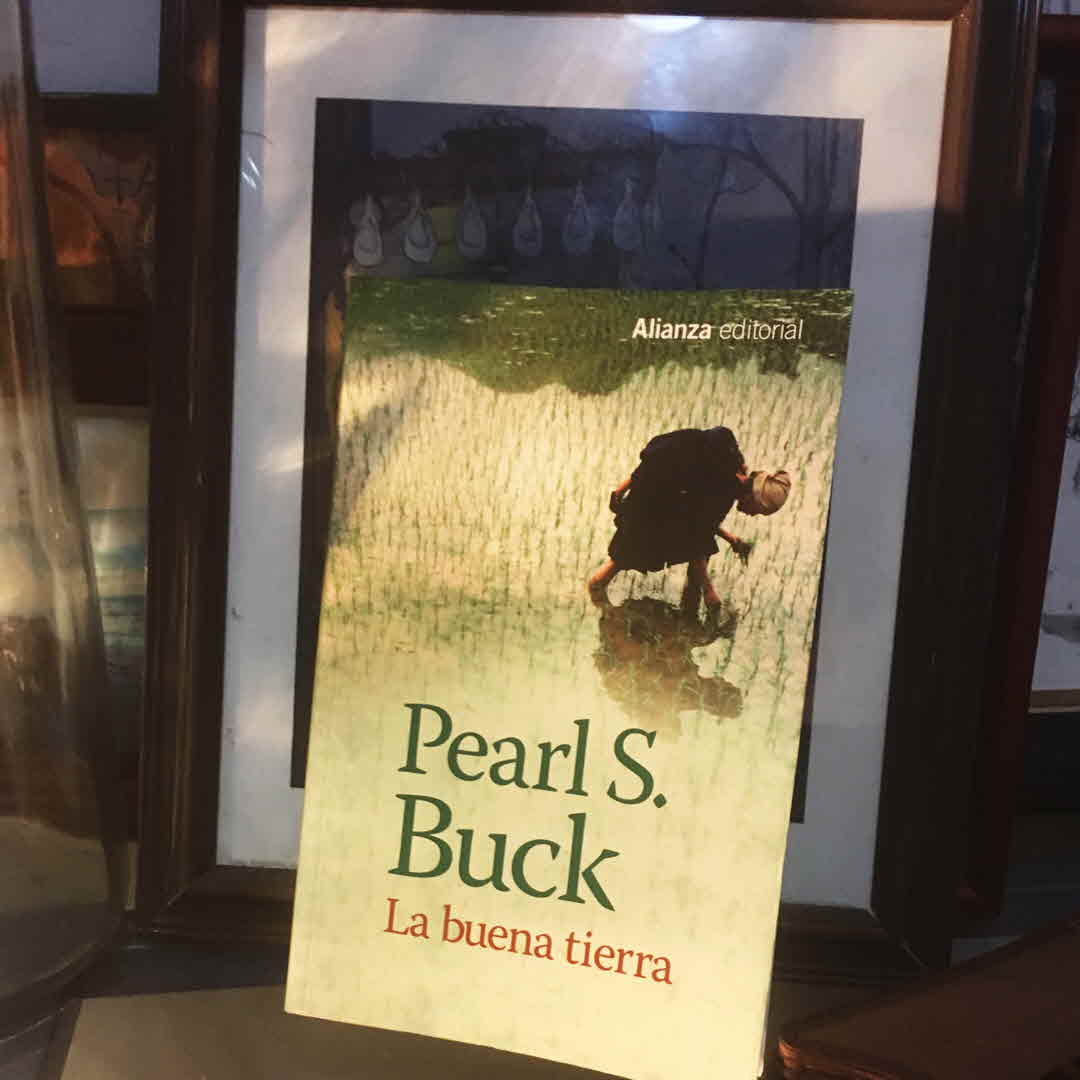 Alianza editorial
Pearl S.
Buck
La buena tierra